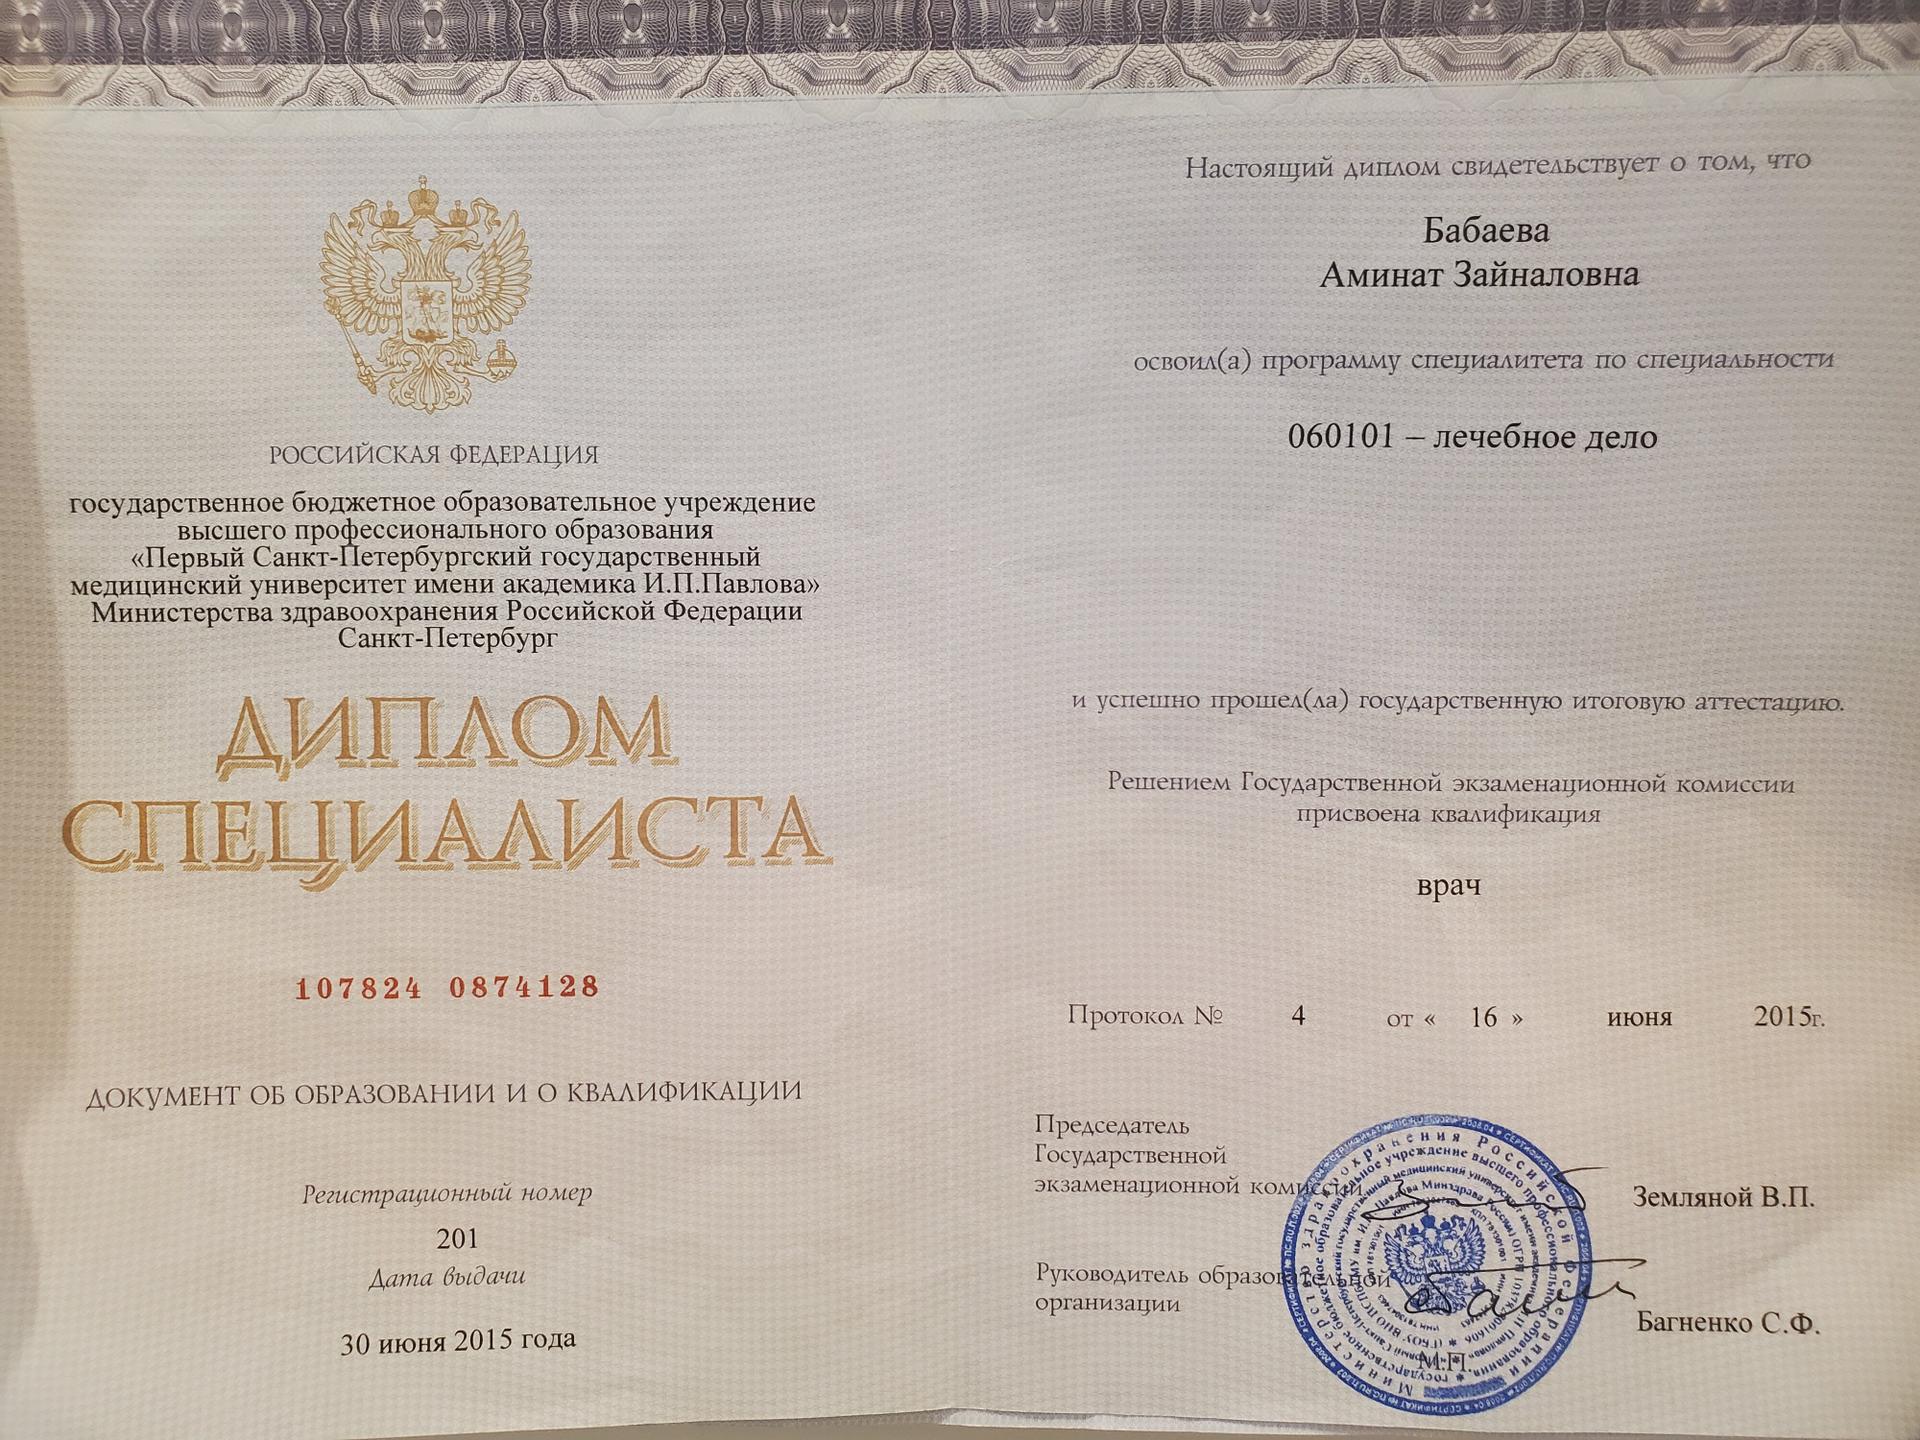 РОССИЙСКАЯ ФЕДЕРАЦИЯ
государственное бюджетное образовательное учреждение
высшего профессионального образования
«Первый Санкт-Петербургский государственный
медицинский университет имени академика И.П.Павлова»
Министерства здравоохранения Российской Федерации
Санкт-Петербург
ДИПЛОМ
СПЕЦИАЛИСТА
107824 0874128
ДОКУМЕНТ ОБ ОБРАЗОВАНИИ И О КВАЛИФИКАЦИИ
Регистрационный номер
201
Дата выдачи
30 июня 2015 года
Настоящий диплом свидетельствует о том, что
Бабаева
Аминат Зайналовна
освоил(а) программу специалитета по специальности
060101 – лечебное дело
и успешно прошел(ла) государственную итоговую аттестацию.
Решением Государственной экзаменационной комиссии
присвоена квалификация
врач
Протокол № 4 от « 16 » июня 2015г.
Председатель
Государственной
экзаменационной комиссии
Земляной В.П.
Руководитель образовательной
организации
Багненко С.Ф.
М.П.
Министерство здравоохранения Российской Федерации